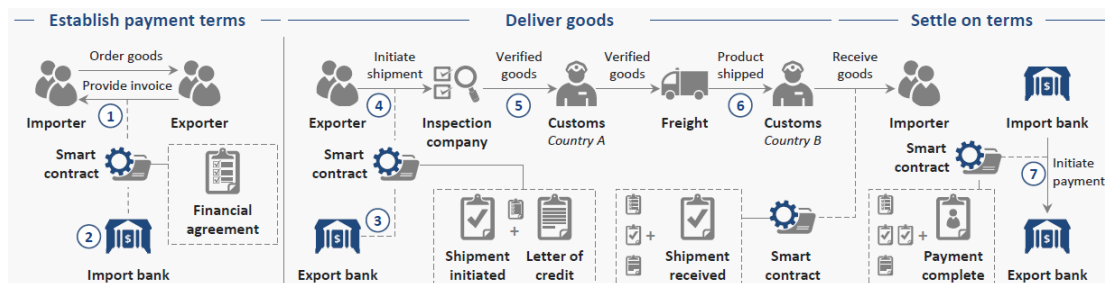 Establish payment terms
Deliver goods
Settle on terms
Order goods
Provide invoice
1
Importer
Exporter
Smart
contract
Financial
agreement
2
$
Import bank
Initiate
shipment
4
Exporter
Inspection
company
Verified
goods
5
Customs
Country A
Verified
goods
Freight
Product
shipped
6
Customs
Country B
Receive
goods
Smart
contract
3
$
Export bank
Shipment
initiated
+
Letter of
credit
+
Shipment
received
Smart
contract
Importer
$
Import bank
Smart
contract
7
Initiate
payment
+
Payment
complete
$
Export bank